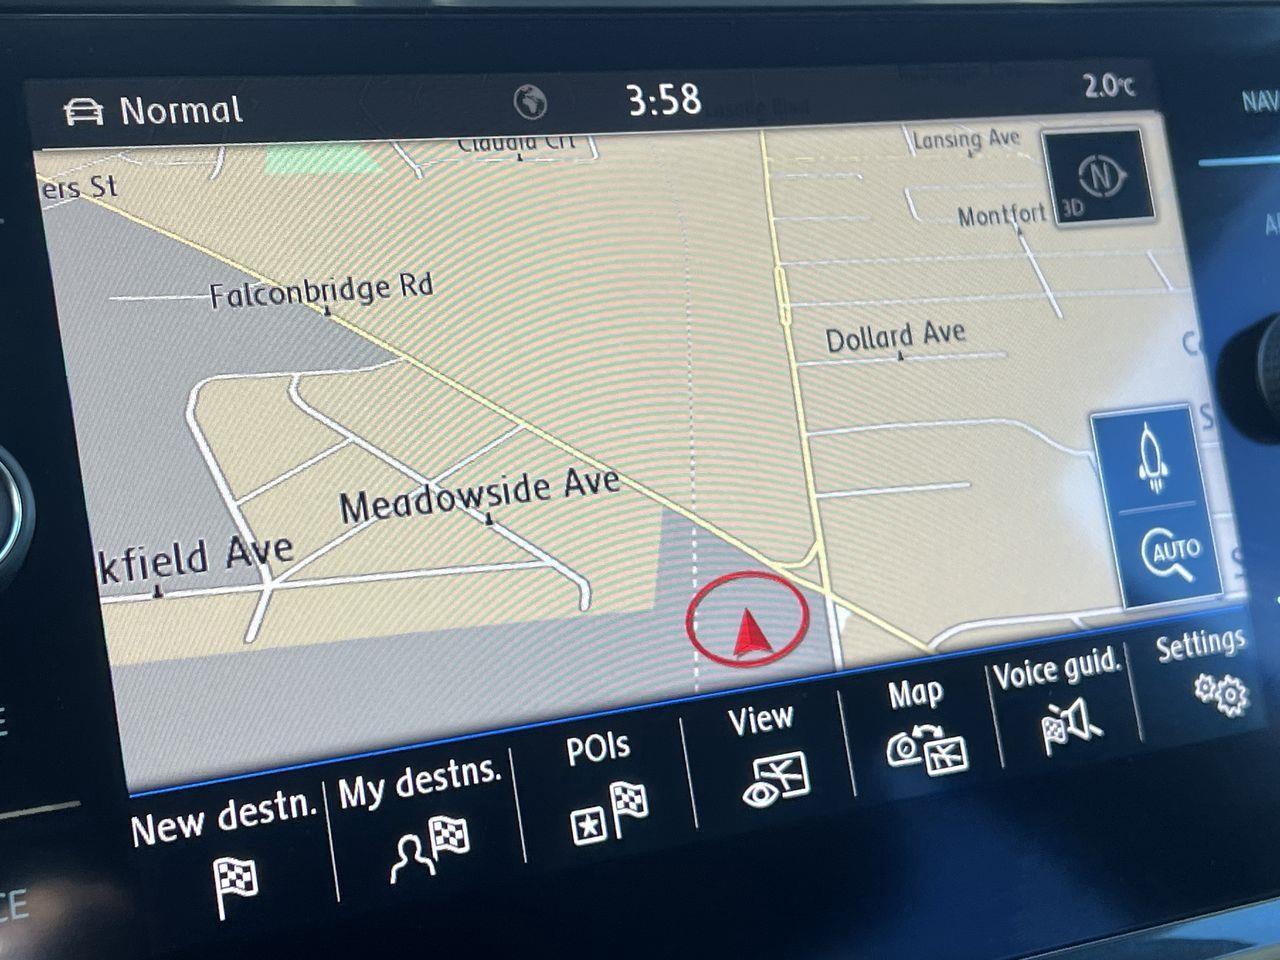 Normal
3:58
2.0°C
NAV
Claudia Crt
Lansing Ave
ers St
N
3D
Montfort
Falconbridge Rd
Dollard Ave
Meadowside Ave
kfield Ave
AUTO
New destn.
My destns.
POIs
View
Map
Voice guid.
Settings
CE